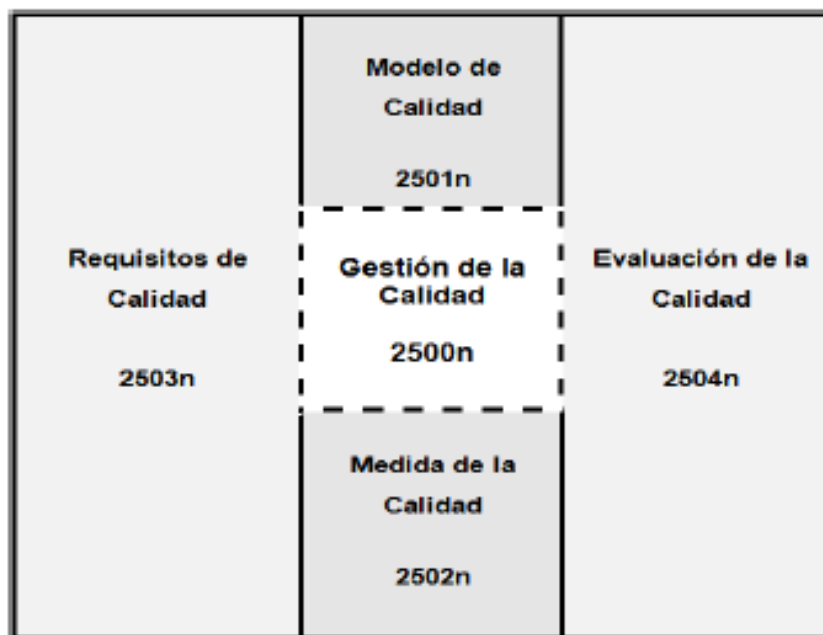 Modelo de
Calidad
2501n
Requisitos de
Calidad
2503n
Gestión de la
Calidad
2500n
Evaluación de la
Calidad
2504n
Medida de la
Calidad
2502n